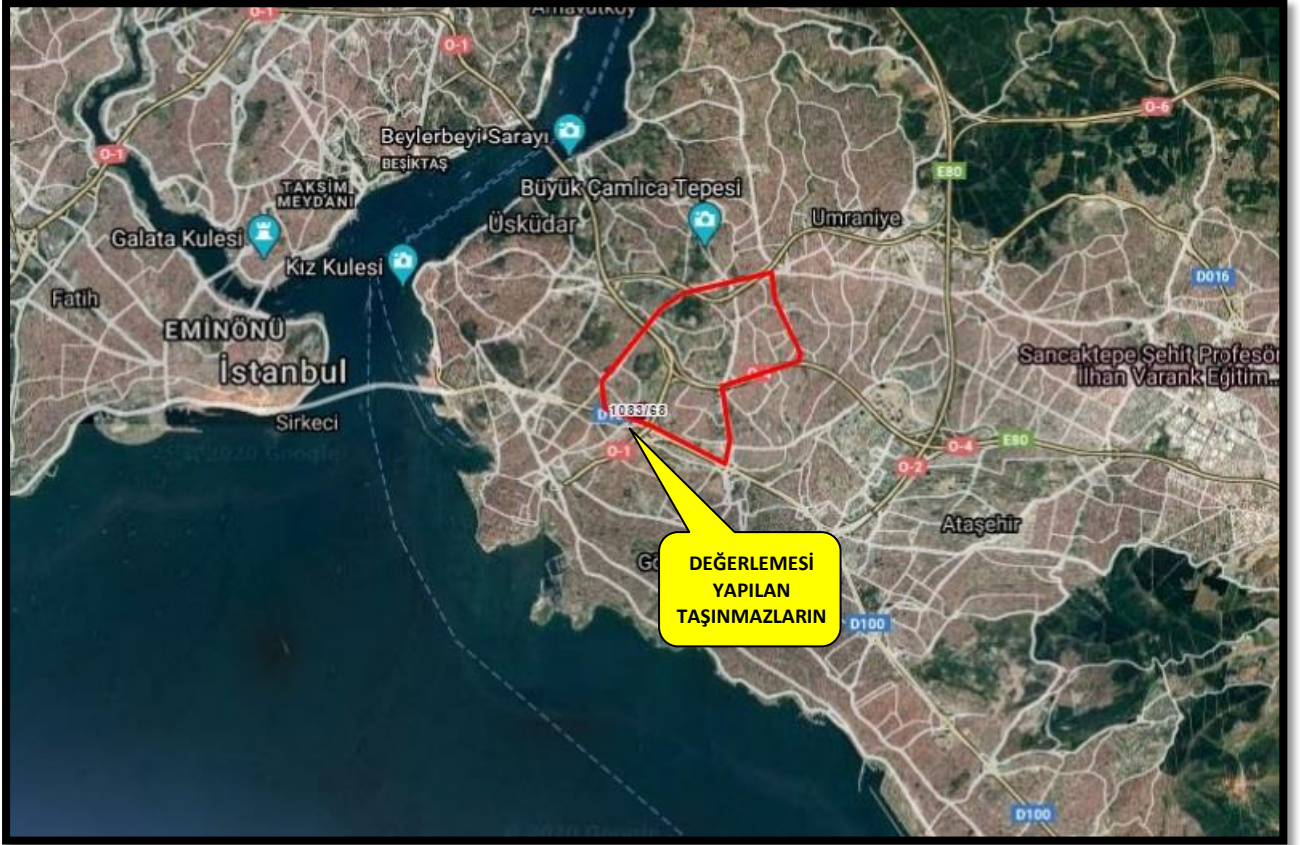 Arnavutköy
O-1
O-1
O-6
Beylerbeyi Sarayı
BEŞİKTAŞ
O-1
E80
TAKSİM
MEYDANI
Büyük Çamlıca Tepesi
Üsküdar
Umraniye
Galata Kulesi
Kız Kulesi
D016
Fatih
EMİNÖNÜ
İstanbul
Sancaktepe Şehit Profesör
İlhan Varank Eğitim...
Sirkeci
1083/68
O-1
E80
O-4
O-2
Ataşehir
DEĞERLEMESİ
YAPILAN
TAŞINMAZLARIN
D100
D100